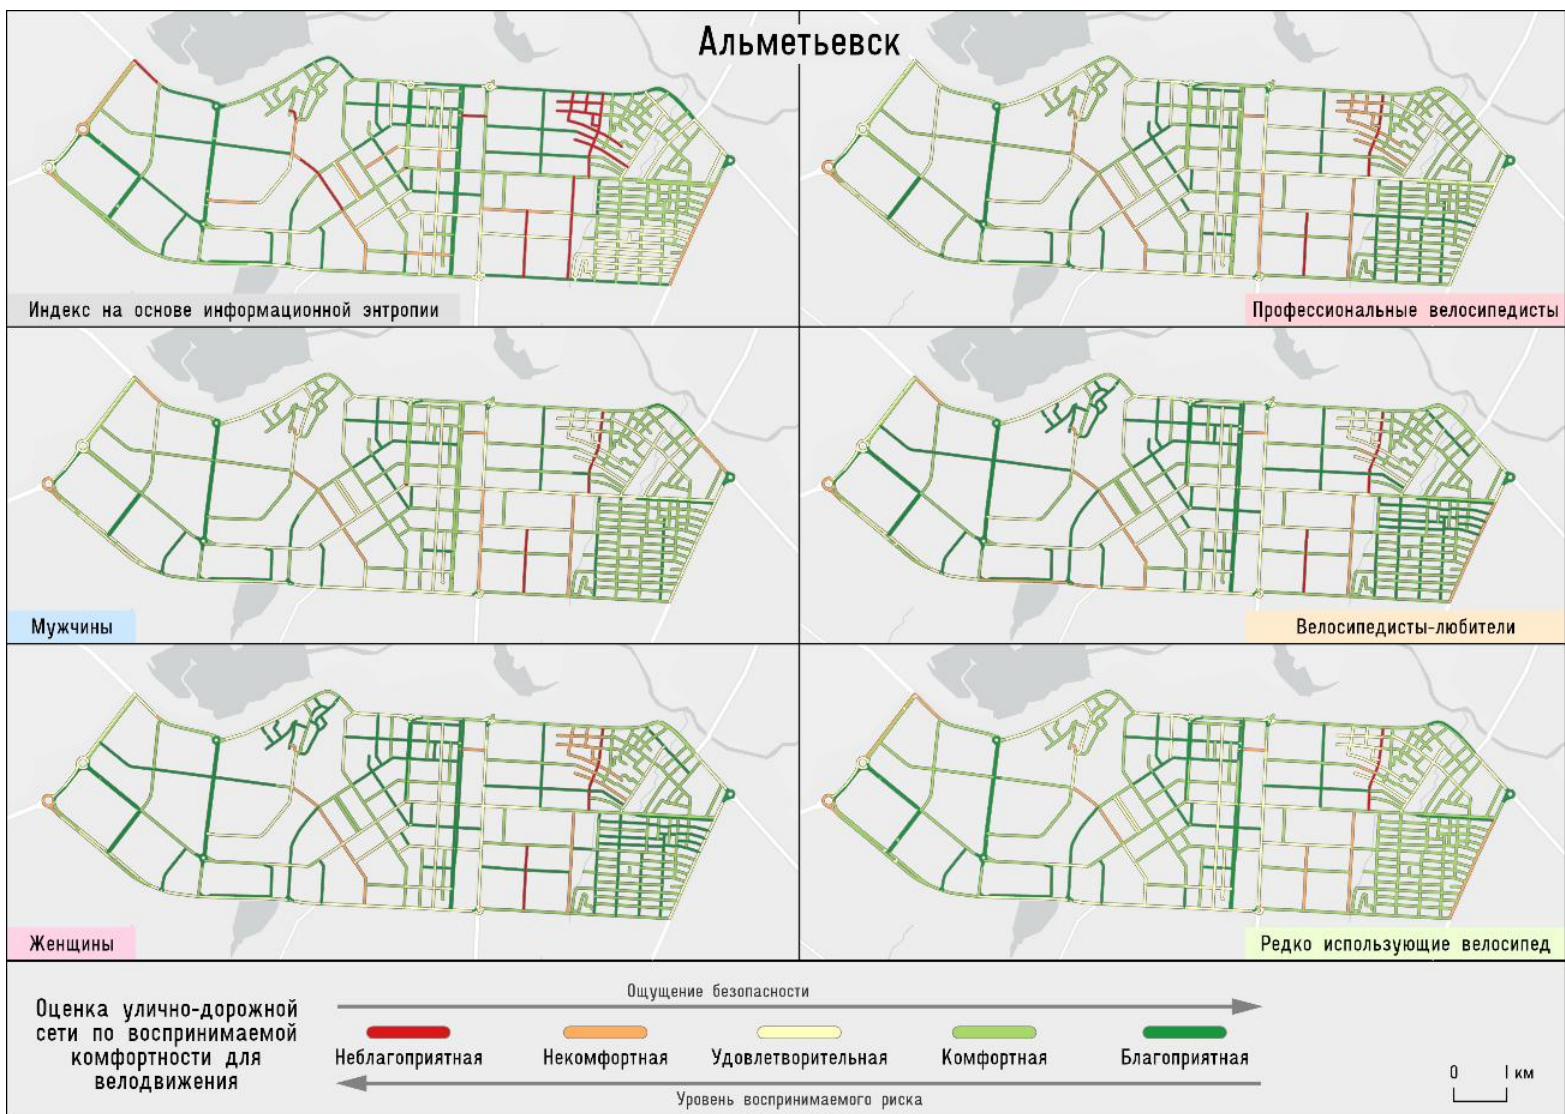 Альметьевск
Индекс на основе информационной энтропии
Профессиональные велосипедисты
Мужчины
Велосипедисты-любители
Женщины
Редко использующие велосипед
Оценка улично-дорожной
сети по воспринимаемой
комфортности для
велодвижения
Ощущение безопасности
Неблагоприятная
Некомфортная
Удовлетворительная
Комфортная
Благоприятная
Уровень воспринимаемого риска
0 1 км